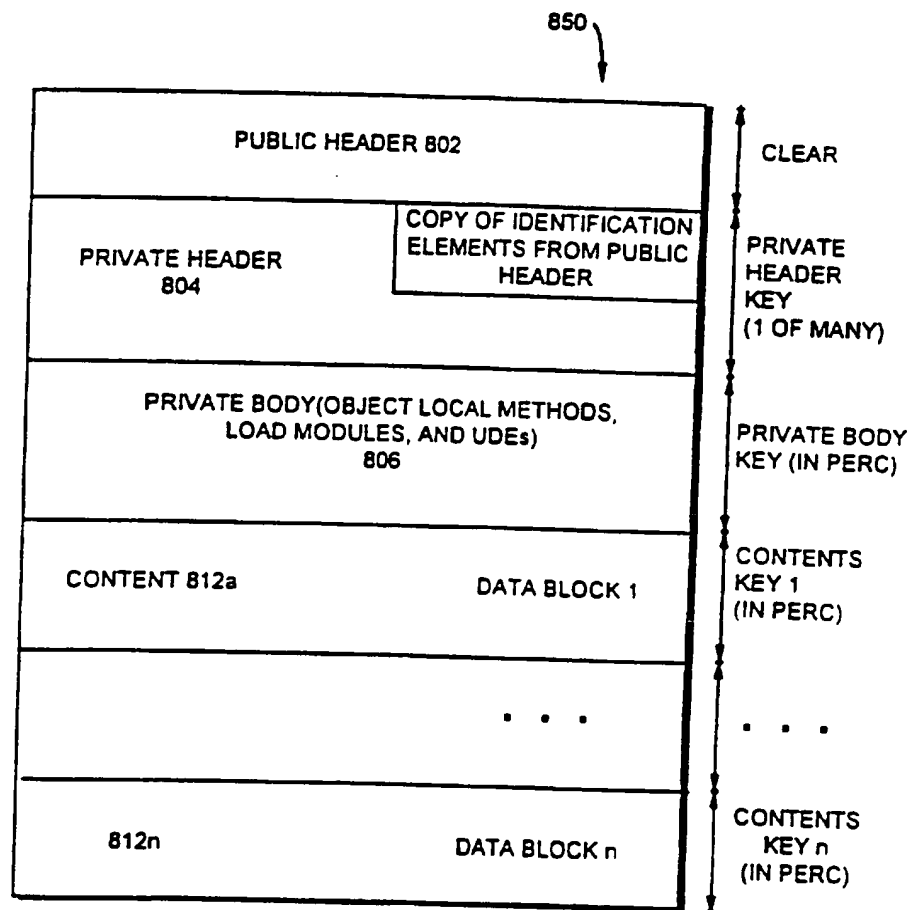 850
PUBLIC HEADER 802
CLEAR
COPY OF IDENTIFICATION
ELEMENTS FROM PUBLIC
HEADER
PRIVATE HEADER
804
PRIVATE
HEADER
KEY
(1 OF MANY)
PRIVATE BODY(OBJECT LOCAL METHODS,
LOAD MODULES, AND UDEs)
806
PRIVATE BODY
KEY (IN PERC)
CONTENT 812a
DATA BLOCK 1
CONTENTS
KEY 1
(IN PERC)
. . .
. . .
812n
DATA BLOCK n
CONTENTS
KEY n
(IN PERC)